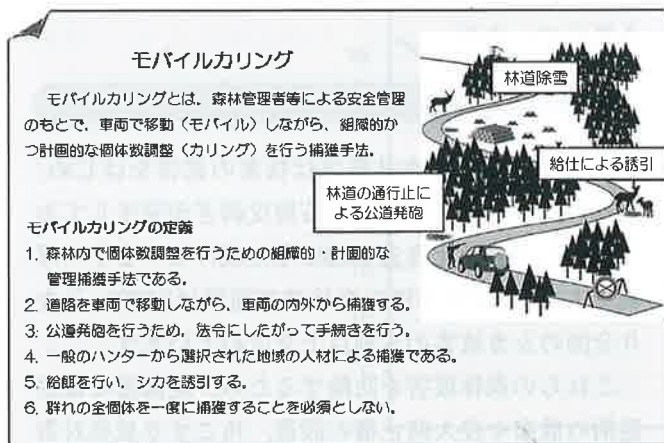 モバイルカリング
モバイルカリングとは，森林管理者等による安全管理
のもとで，車両で移動（モバイル）しながら，組織的か
つ計画的な個体数調整（カリング）を行う捕獲手法．
モバイルカリングの定義
1. 森林内で個体数調整を行うための組織的・計画的な
管理捕獲手法である．
2. 道路を車両で移動しながら，車両の内外から捕獲する．
3. 公道発砲を行うため，法令にしたがって手続きを行う．
4. 一般のハンターから選択された地域の人材による捕獲である．
5. 給餌を行い，シカを誘引する．
6. 群れの全個体を一度に捕獲することを必須としない．
林道除雪
給仕による誘引
林道の通行止に
よる公道発砲